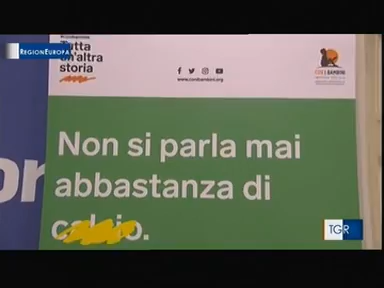 REGIONEUROPA
Tutta
un'altra
storia
www.conibambini.org
CON I BAMBINI
Non si parla mai
abbastanza di
calcio.
TGR